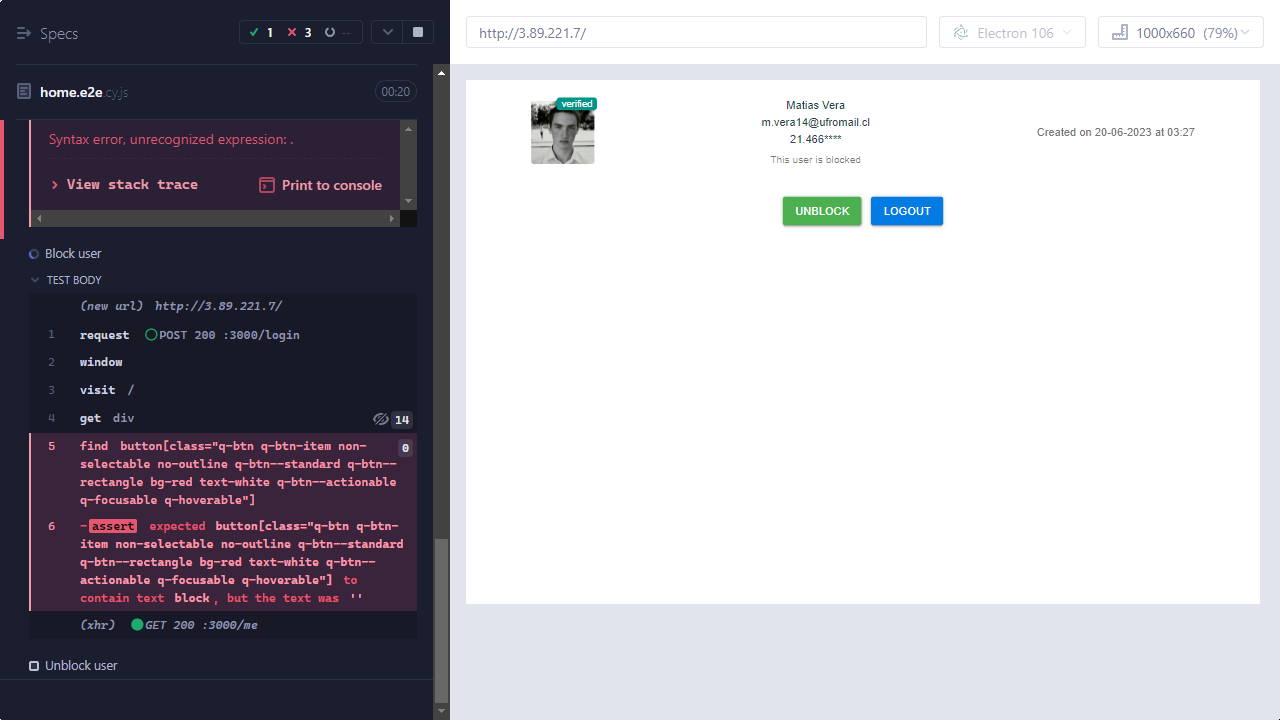 Specs
1
3
--
home.e2e.cy.js
00:20
Syntax error, unrecognized expression: .
View stack trace
Print to console
Block user
TEST BODY
(new url) http://3.89.221.7/
1 request POST 200 :3000/login
2 window
3 visit /
4 get div 14
5 find button[class="q-btn q-btn-item non-
selectable no-outline q-btn--standard q-btn--
rectangle bg-red text-white q-btn--actionable
q-focusable q-hoverable"]
0
6 -assert expected button[class="q-btn q-btn-
item non-selectable no-outline q-btn--standard
q-btn--rectangle bg-red text-white q-btn--
actionable q-focusable q-hoverable"] to
contain text block, but the text was ''
(xhr) GET 200 :3000/me
Unblock user
http://3.89.221.7/
Electron 106
1000x660 (79%)
verified
Matias Vera
m.vera14@ufromail.cl
21.466****
This user is blocked
Created on 20-06-2023 at 03:27
UNBLOCK
LOGOUT